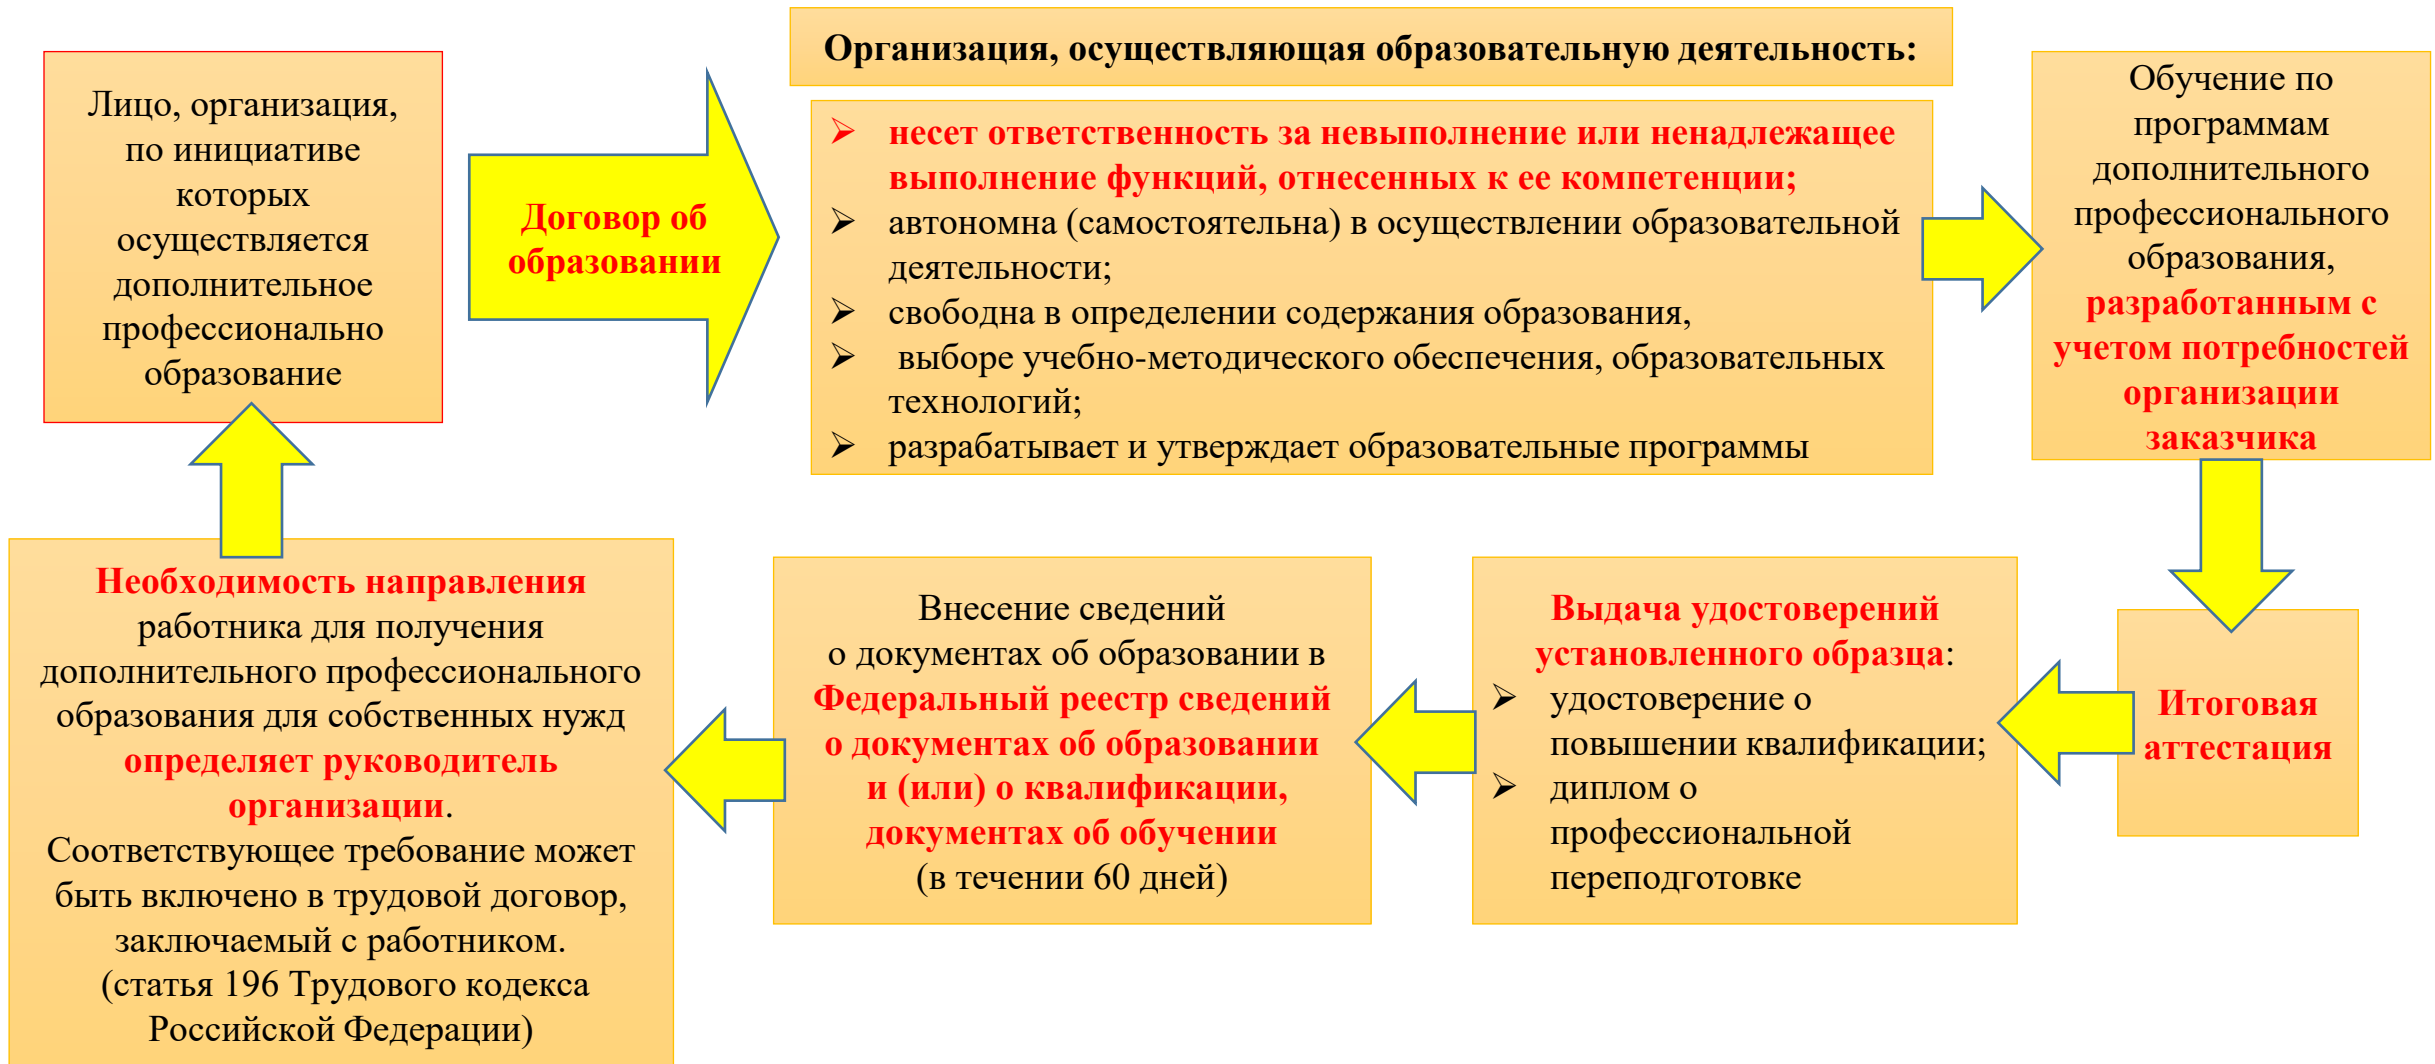 Лицо, организация,
по инициативе
которых
осуществляется
дополнительное
профессионально
образование
Договор об
образовании
Организация, осуществляющая образовательную деятельность:
несет ответственность за невыполнение или ненадлежащее
выполнение функций, отнесенных к ее компетенции;
автономна (самостоятельна) в осуществлении образовательной
деятельности;
свободна в определении содержания образования,
выборе учебно-методического обеспечения, образовательных
технологий;
разрабатывает и утверждает образовательные программы
Обучение по
программам
дополнительного
профессионального
образования,
разработанным с
учетом потребностей
организации
заказчика
Итоговая
аттестация
Выдача удостоверений
установленного образца:
удостоверение о
повышении квалификации;
диплом о
профессиональной
переподготовке
Внесение сведений
о документах об образовании в
Федеральный реестр сведений
о документах об образовании
и (или) о квалификации,
документах об обучении
(в течении 60 дней)
Необходимость направления
работника для получения
дополнительного профессионального
образования для собственных нужд
определяет руководитель
организации.
Соответствующее требование может
быть включено в трудовой договор,
заключаемый с работником.
(статья 196 Трудового кодекса
Российской Федерации)